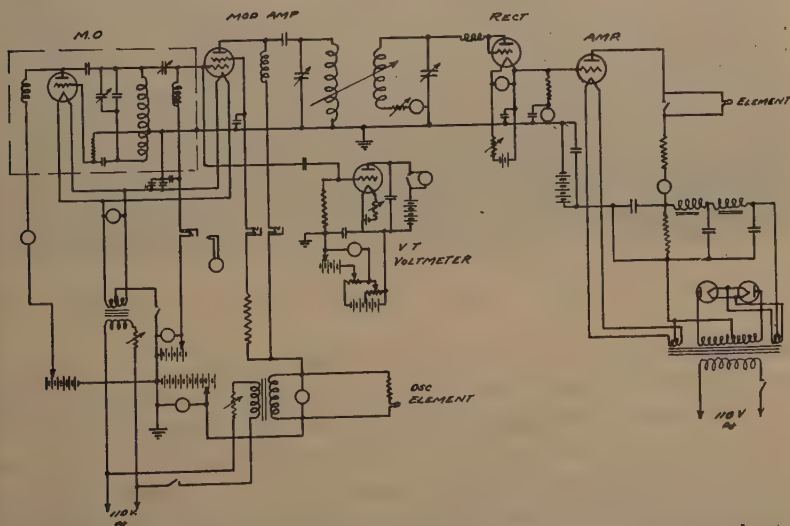 M.O
MOD AMP
RECT
AMP.
ELEMENT
V T
VOLTMETER
OSC
ELEMENT
110 V
110 V